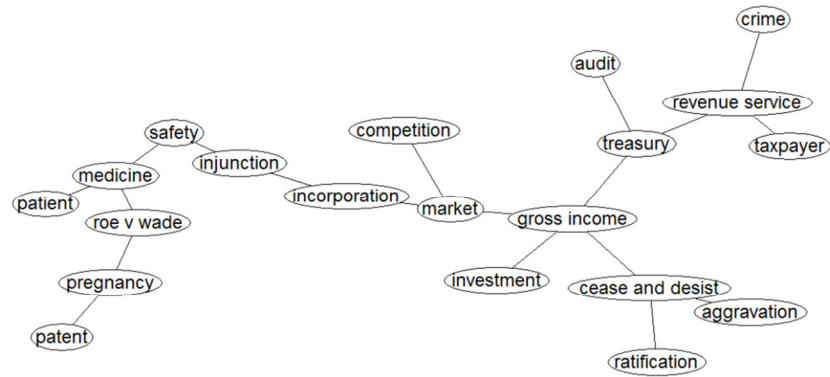 crime
audit
revenue service
competition
safety
treasury
taxpayer
injunction
medicine
incorporation
patient
market
gross income
roe v wade
pregnancy
investment
cease and desist
aggravation
patent
ratification